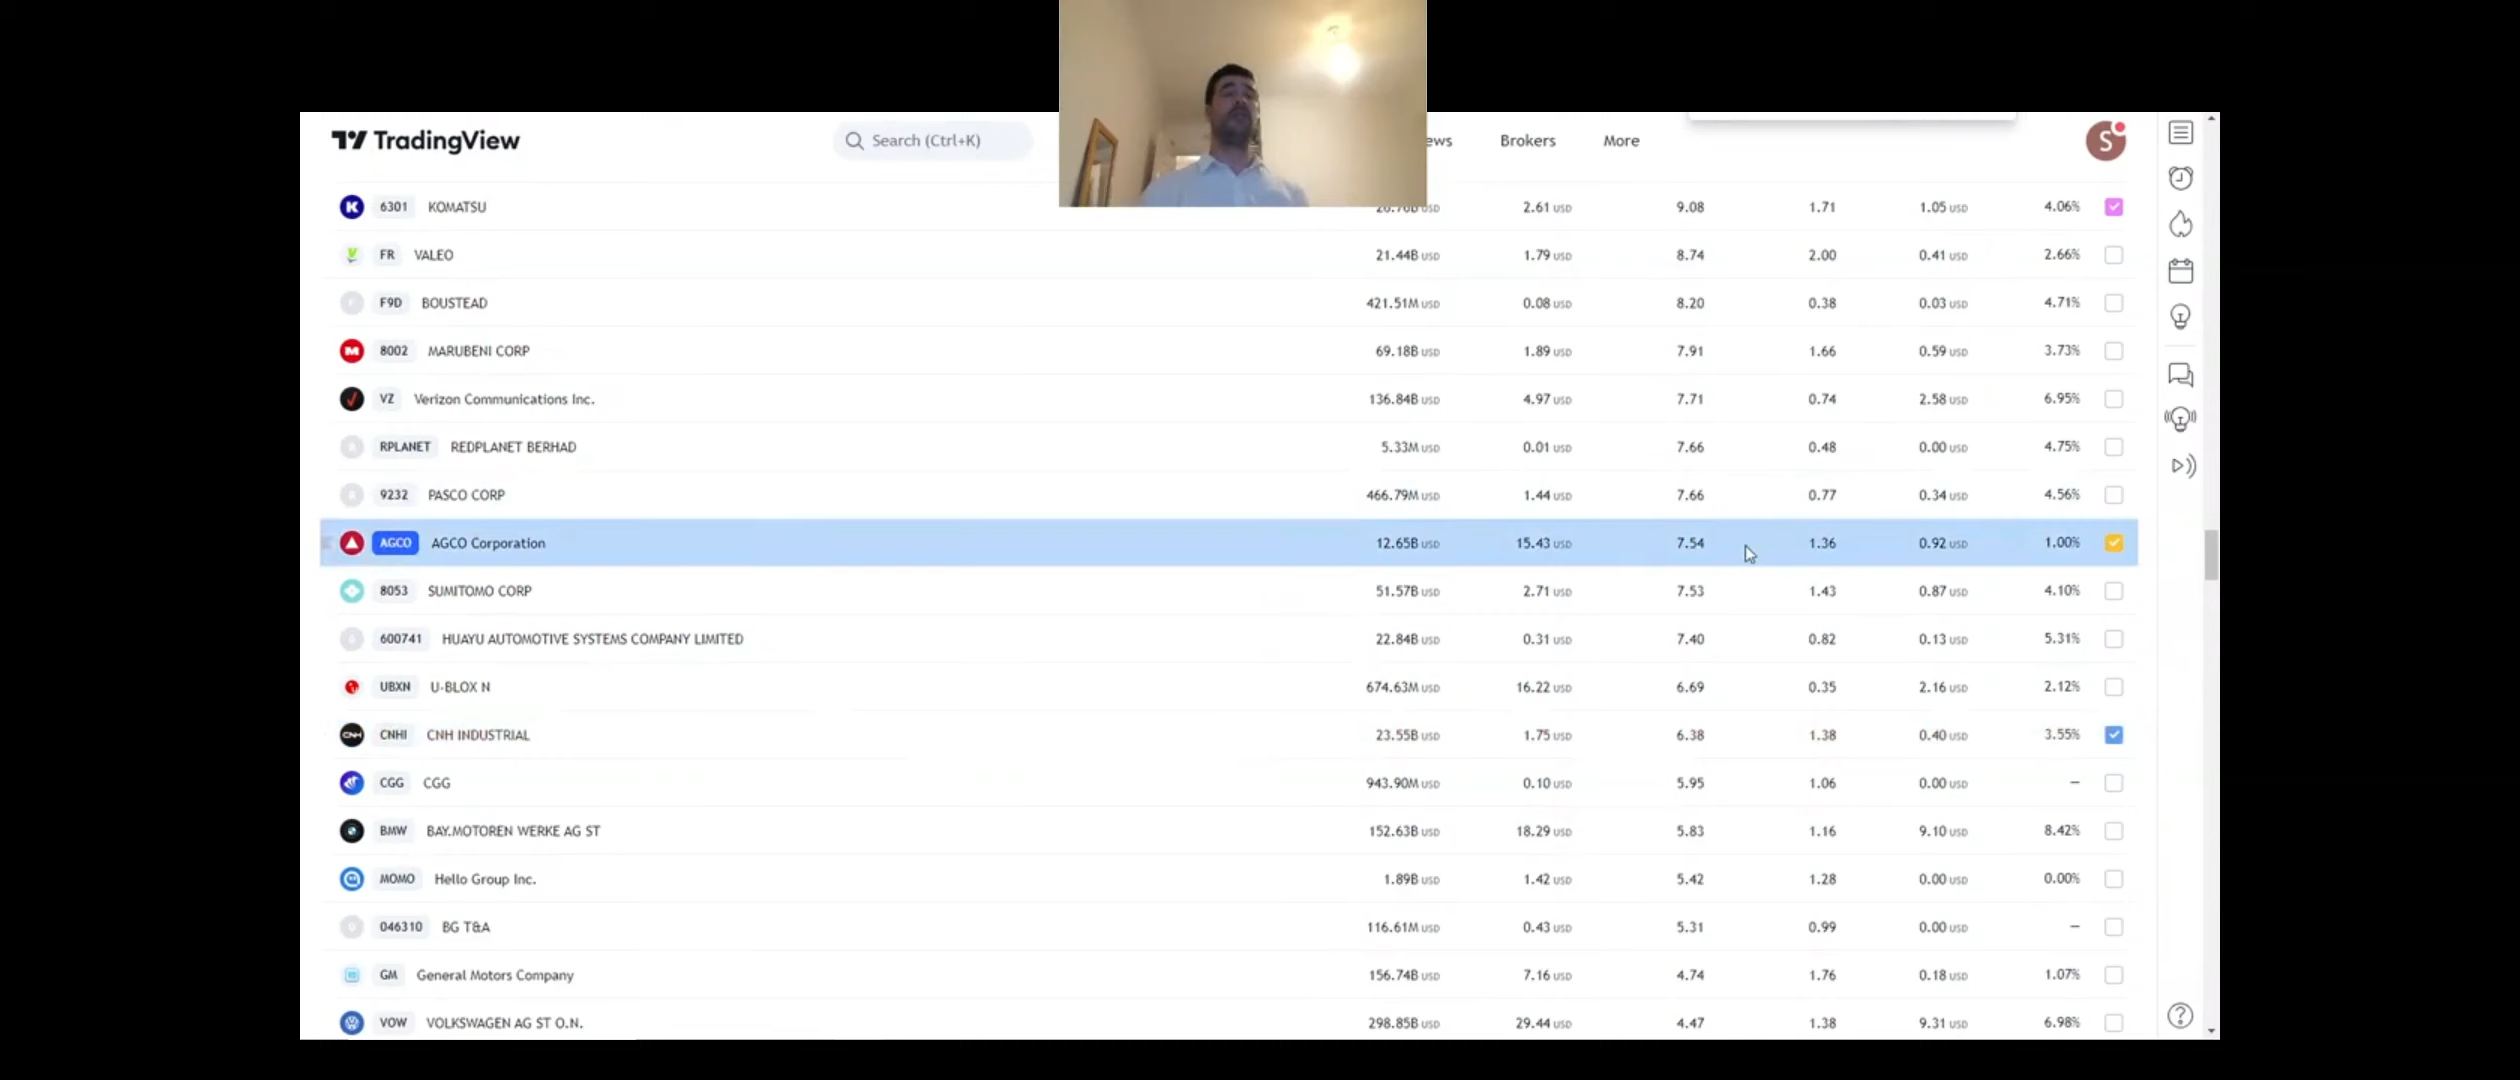 TradingView
Search (Ctrl+K)
Brokers
More
S
K 6301 KOMATSU 2.61 USD 9.08 1.71 1.05 USD 4.06%
FR VALEO 21.44B USD 1.79 USD 8.74 2.00 0.41 USD 2.66%
F9D BOUSTEAD 421.51M USD 0.08 USD 8.20 0.38 0.03 USD 4.71%
8002 MARUBENI CORP 69.18B USD 1.89 USD 7.91 1.66 0.59 USD 3.73%
VZ Verizon Communications Inc. 136.84B USD 4.97 USD 7.71 0.74 2.58 USD 6.95%
RPLANET REDPLANET BERHAD 5.33M USD 0.01 USD 7.66 0.48 0.00 USD 4.75%
9232 PASCO CORP 466.79M USD 1.44 USD 7.66 0.77 0.34 USD 4.56%
AGCO AGCO Corporation 12.65B USD 15.43 USD 7.54 1.36 0.92 USD 1.00%
8053 SUMITOMO CORP 51.57B USD 2.71 USD 7.53 1.43 0.87 USD 4.10%
600741 HUAYU AUTOMOTIVE SYSTEMS COMPANY LIMITED 22.84B USD 0.31 USD 7.40 0.82 0.13 USD 5.31%
UBXN U-BLOX N 674.63M USD 16.22 USD 6.69 0.35 2.16 USD 2.12%
CNH CNHI CNH INDUSTRIAL 23.55B USD 1.75 USD 6.38 1.38 0.40 USD 3.55%
CGG CGG 943.90M USD 0.10 USD 5.95 1.06 0.00 USD —
BMW BAY.MOTOREN WERKE AG ST 152.63B USD 18.29 USD 5.83 1.16 9.10 USD 8.42%
MOMO Hello Group Inc. 1.89B USD 1.42 USD 5.42 1.28 0.00 USD 0.00%
046310 BG T&A 116.61M USD 0.43 USD 5.31 0.99 0.00 USD —
GM General Motors Company 156.74B USD 7.16 USD 4.74 1.76 0.18 USD 1.07%
VOW VOLKSWAGEN AG ST O.N. 298.85B USD 29.44 USD 4.47 1.38 9.31 USD 6.98%